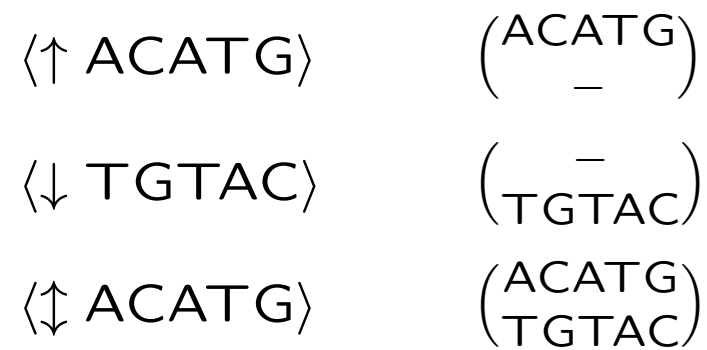 ⟨↑ ACATG⟩ (ACATG
–)
⟨↓ TGTAC⟩ (–
TGTAC)
⟨↕ ACATG⟩ (ACATG
TGTAC)